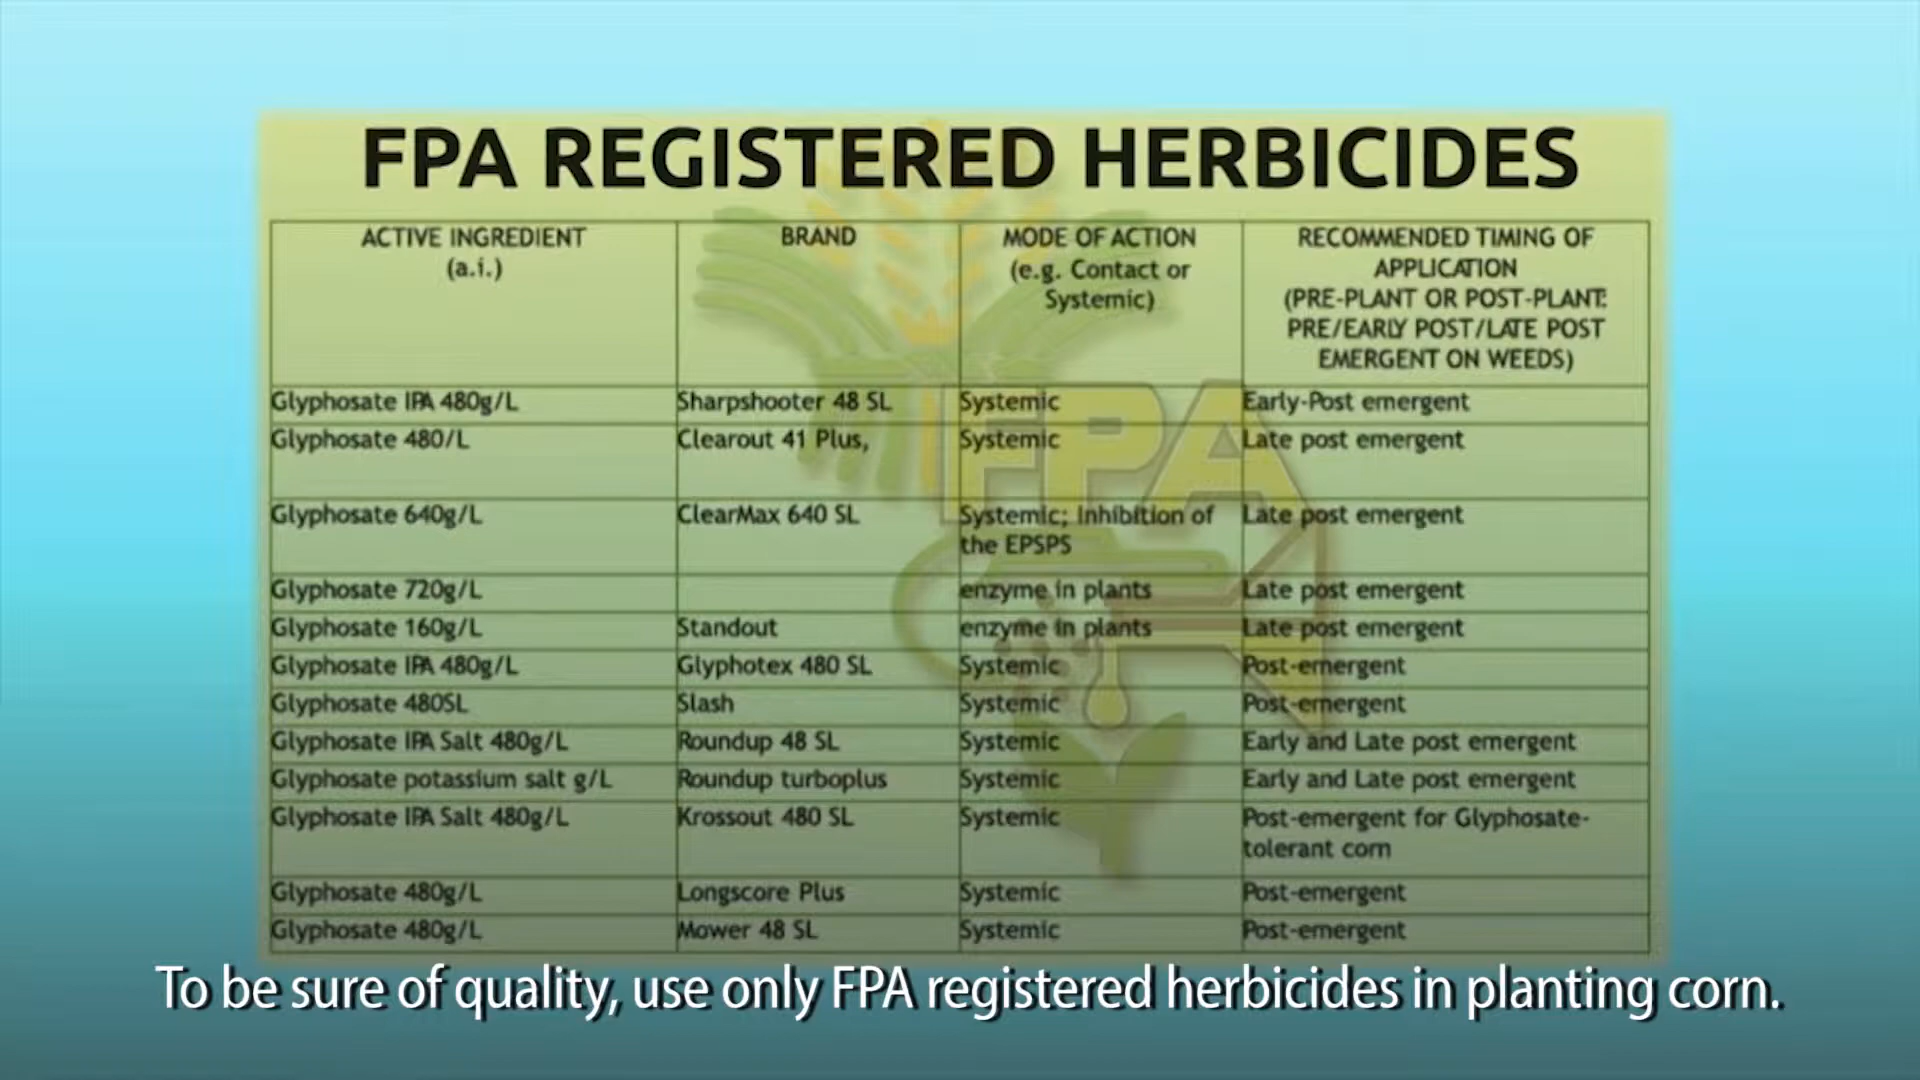 FPA REGISTERED HERBICIDES
ACTIVE INGREDIENT
(a.i.)
BRAND
MODE OF ACTION
(e.g. Contact or
Systemic)
RECOMMENDED TIMING OF
APPLICATION
(PRE-PLANT OR POST-PLANT:
PRE/EARLY POST/LATE POST
EMERGENT ON WEEDS)
Glyphosate IPA 480g/L Sharpshooter 48 SL Systemic Early-Post emergent
Glyphosate 480/L Clearout 41 Plus, Systemic Late post emergent
Glyphosate 640g/L ClearMax 640 SL Systemic; Inhibition of Late post emergent
the EPSPS
Glyphosate 720g/L enzyme in plants Late post emergent
Glyphosate 160g/L Standout enzyme in plants Late post emergent
Glyphosate IPA 480g/L Glyphotex 480 SL Systemic Post-emergent
Glyphosate 480SL Slash Systemic Post-emergent
Glyphosate IPA Salt 480g/L Roundup 48 SL Systemic Early and Late post emergent
Glyphosate potassium salt g/L Roundup turboplus Systemic Early and Late post emergent
Glyphosate IPA Salt 480g/L Krossout 480 SL Systemic Post-emergent for Glyphosate-
tolerant corn
Glyphosate 480g/L Longscore Plus Systemic Post-emergent
Glyphosate 480g/L Mower 48 SL Systemic Post-emergent
FPA
To be sure of quality, use only FPA registered herbicides in planting corn.